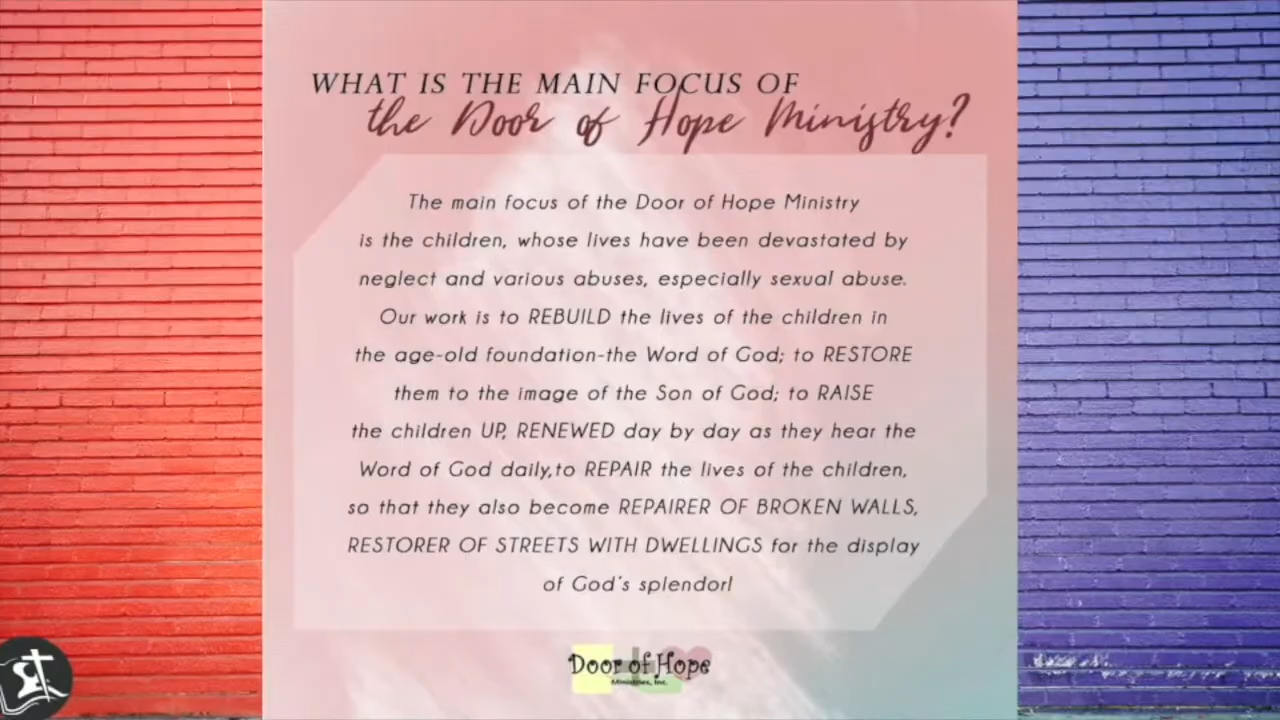 WHAT IS THE MAIN FOCUS OF
the Door of Hope Ministry?
The main focus of the Door of Hope Ministry
is the children, whose lives have been devastated by
neglect and various abuses, especially sexual abuse.
Our work is to REBUILD the lives of the children in
the age-old foundation-the Word of God; to RESTORE
them to the image of the Son of God; to RAISE
the children UP, RENEWED day by day as they hear the
Word of God daily,to REPAIR the lives of the children,
so that they also become REPAIRER OF BROKEN WALLS,
RESTORER OF STREETS WITH DWELLINGS for the display
of God's splendor!
Door of Hope
Ministries, Inc.